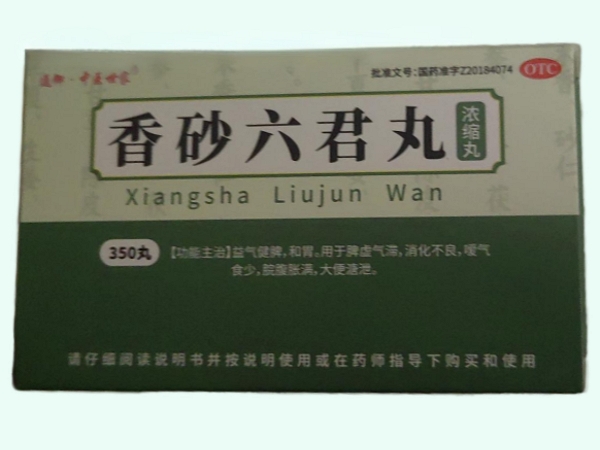 中医世家
批准文号:国药准字Z20184074 OTC
香砂六君丸
浓缩丸
Xiangsha Liujun Wan
350丸
【功能主治】益气健脾,和胃。用于脾虚气滞,消化不良,嗳气
食少,脘腹胀满,大便溏泄。
请仔细阅读说明书并按说明使用或在药师指导下购买和使用